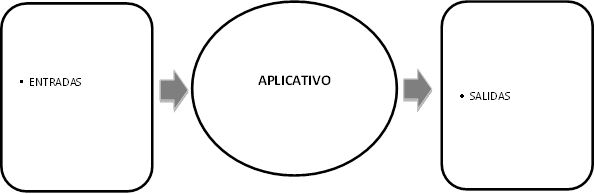 • ENTRADAS
APLICATIVO
• SALIDAS